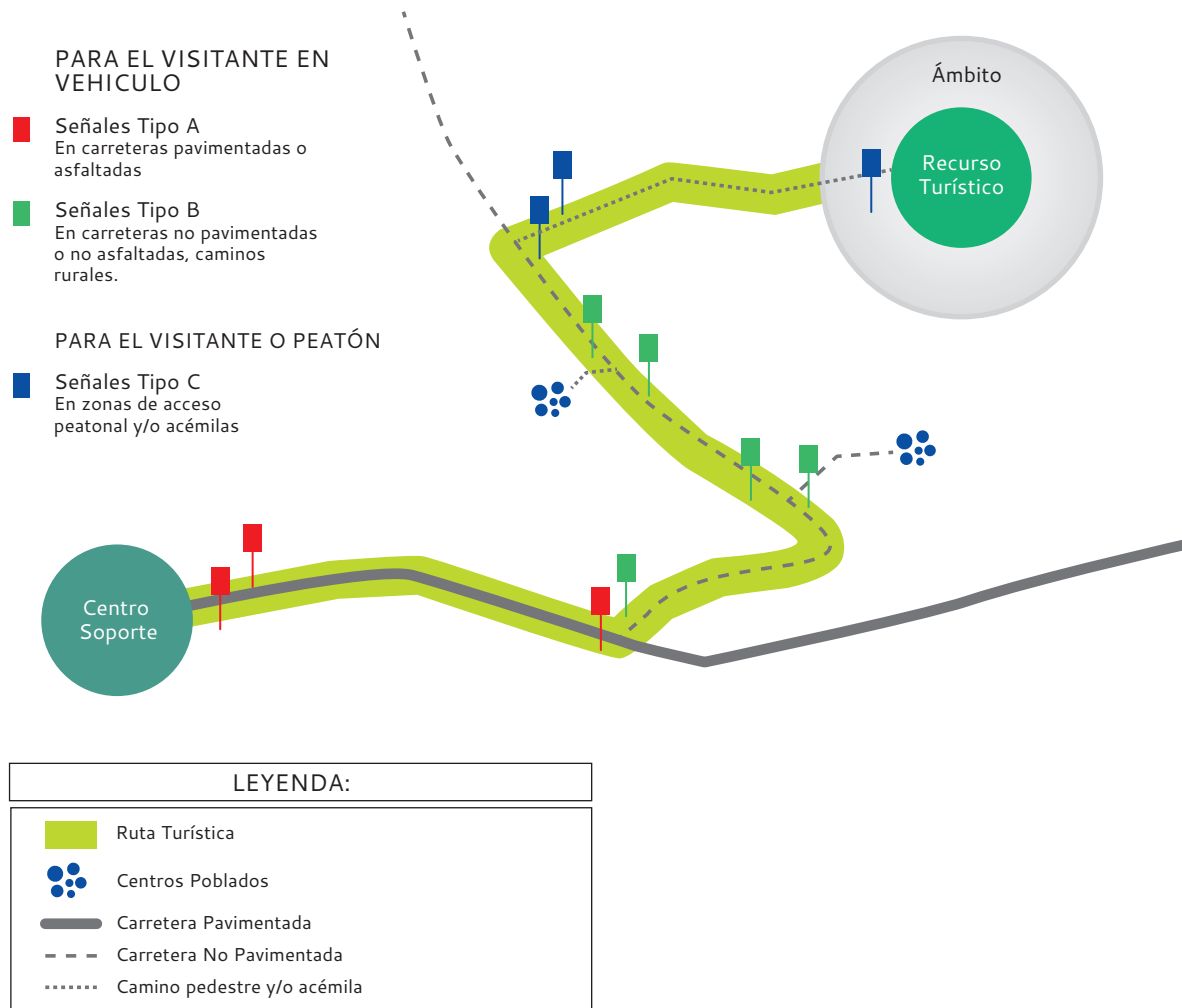 PARA EL VISITANTE EN
VEHICULO
Señales Tipo A
En carreteras pavimentadas o
asfaltadas
Señales Tipo B
En carreteras no pavimentadas
o no asfaltadas, caminos
rurales.
PARA EL VISITANTE O PEATÓN
Señales Tipo C
En zonas de acceso
peatonal y/o acémilas
Ámbito
Recurso
Turístico
Centro
Soporte
LEYENDA:
Ruta Turística
Centros Poblados
Carretera Pavimentada
Carretera No Pavimentada
Camino pedestre y/o acémila